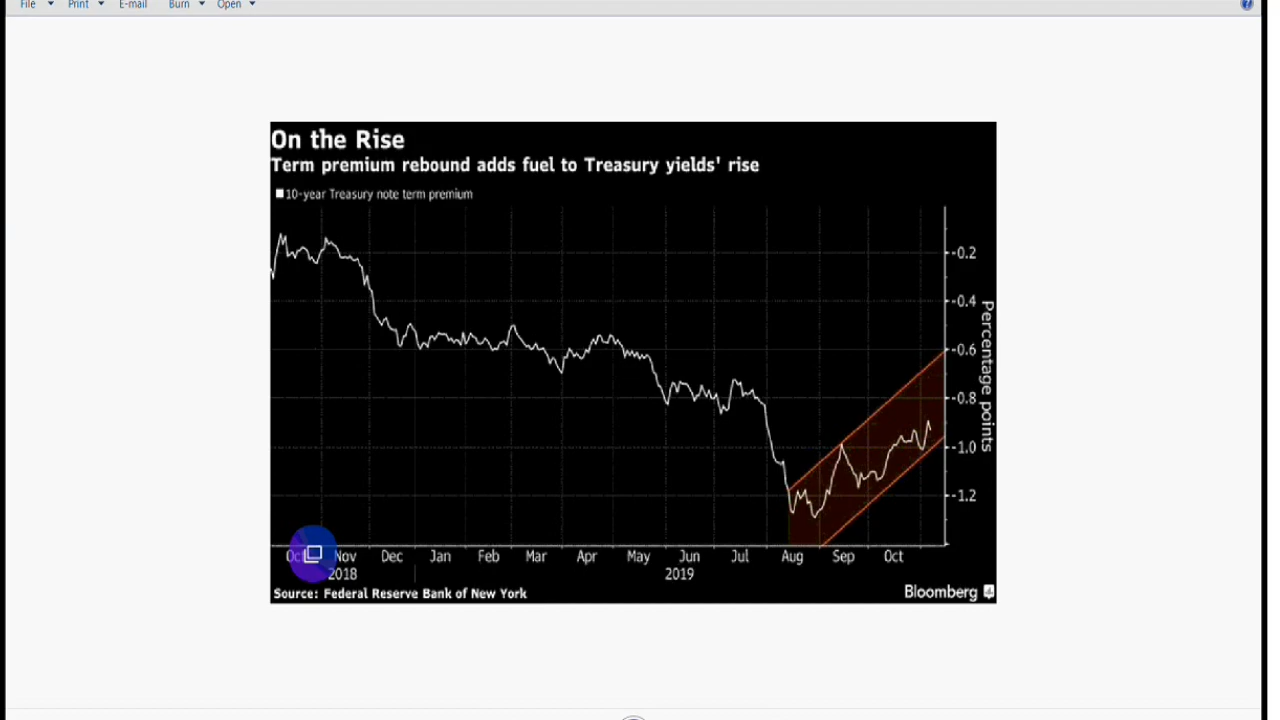 File Print E-mail Burn Open
On the Rise
Term premium rebound adds fuel to Treasury yields' rise
10-year Treasury note term premium
-0.2
-0.4
-0.6
-0.8
-1.0
-1.2
Percentage points
Nov Dec Jan Feb Mar Apr May Jun Jul Aug Sep Oct
2018 2019
Source: Federal Reserve Bank of New York
Bloomberg